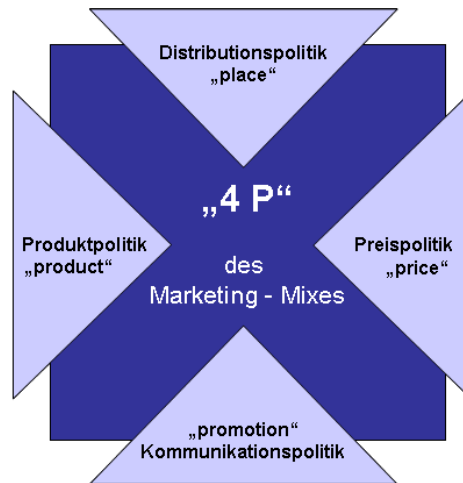 Distributionspolitik
„place“
„4 P“
Produktpolitik
„product“
Preispolitik
„price“
des
Marketing - Mixes
„promotion“
Kommunikationspolitik